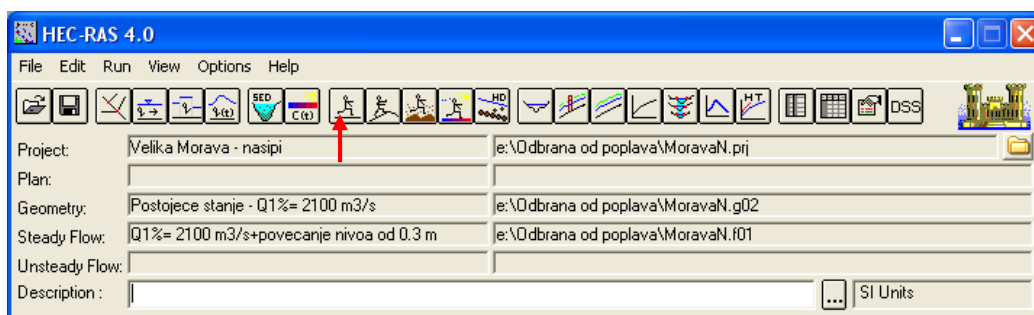 HEC-RAS 4.0
File Edit Run View Options Help
SED C(t) HD HT DSS
Project: Velika Morava - nasipi e:\Odbrana od poplava\MoravaN.prj
Plan:
Geometry: Postojece stanje - Q1%= 2100 m3/s e:\Odbrana od poplava\MoravaN.g02
Steady Flow: Q1%= 2100 m3/s+povecanje nivoa od 0.3 m e:\Odbrana od poplava\MoravaN.f01
Unsteady Flow:
Description : ... SI Units